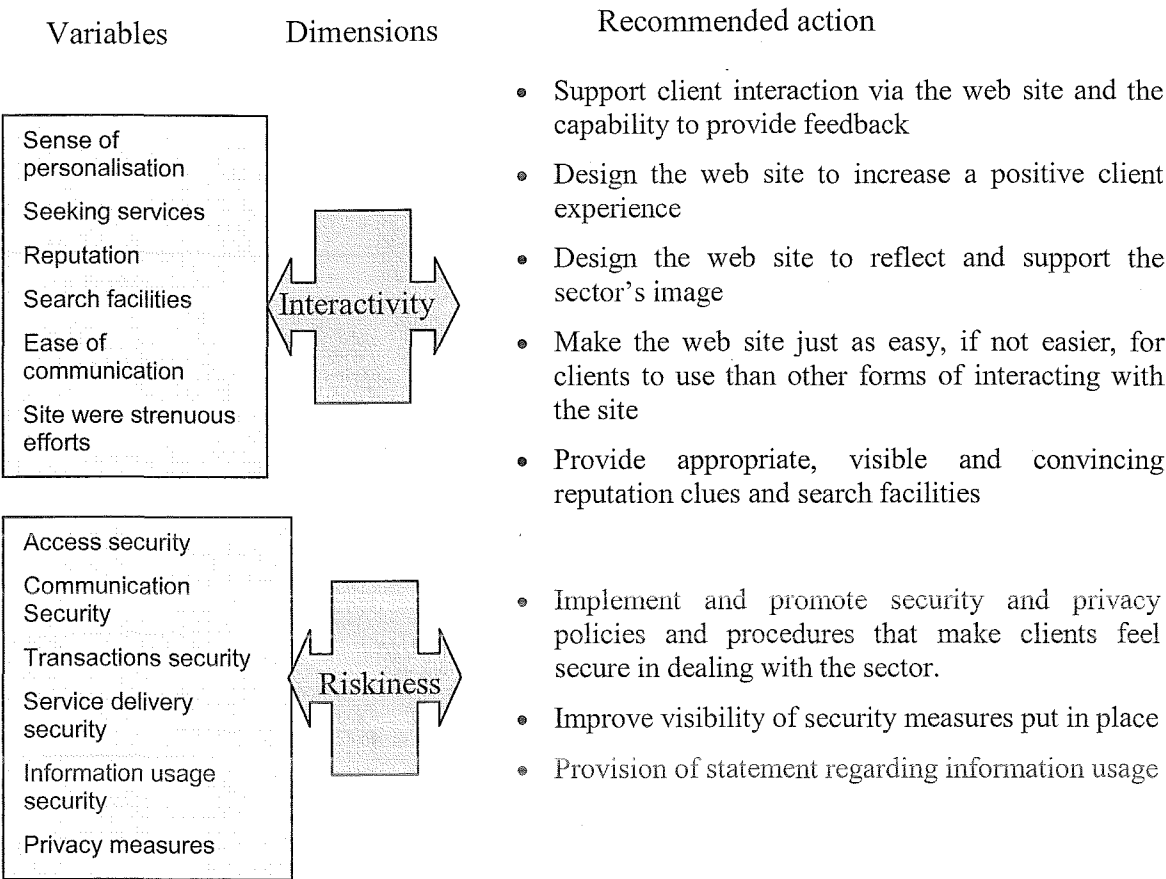 Variables
Dimensions
Recommended action
Sense of
personalisation
Seeking services
Reputation
Search facilities
Ease of
communication
Site were strenuous
efforts
Interactivity
• Support client interaction via the web site and the
capability to provide feedback
• Design the web site to increase a positive client
experience
• Design the web site to reflect and support the
sector's image
• Make the web site just as easy, if not easier, for
clients to use than other forms of interacting with
the site
• Provide appropriate, visible and convincing
reputation clues and search facilities
Access security
Communication
Security
Transactions security
Service delivery
security
Information usage
security
Privacy measures
Riskiness
• Implement and promote security and privacy
policies and procedures that make clients feel
secure in dealing with the sector.
• Improve visibility of security measures put in place
• Provision of statement regarding information usage